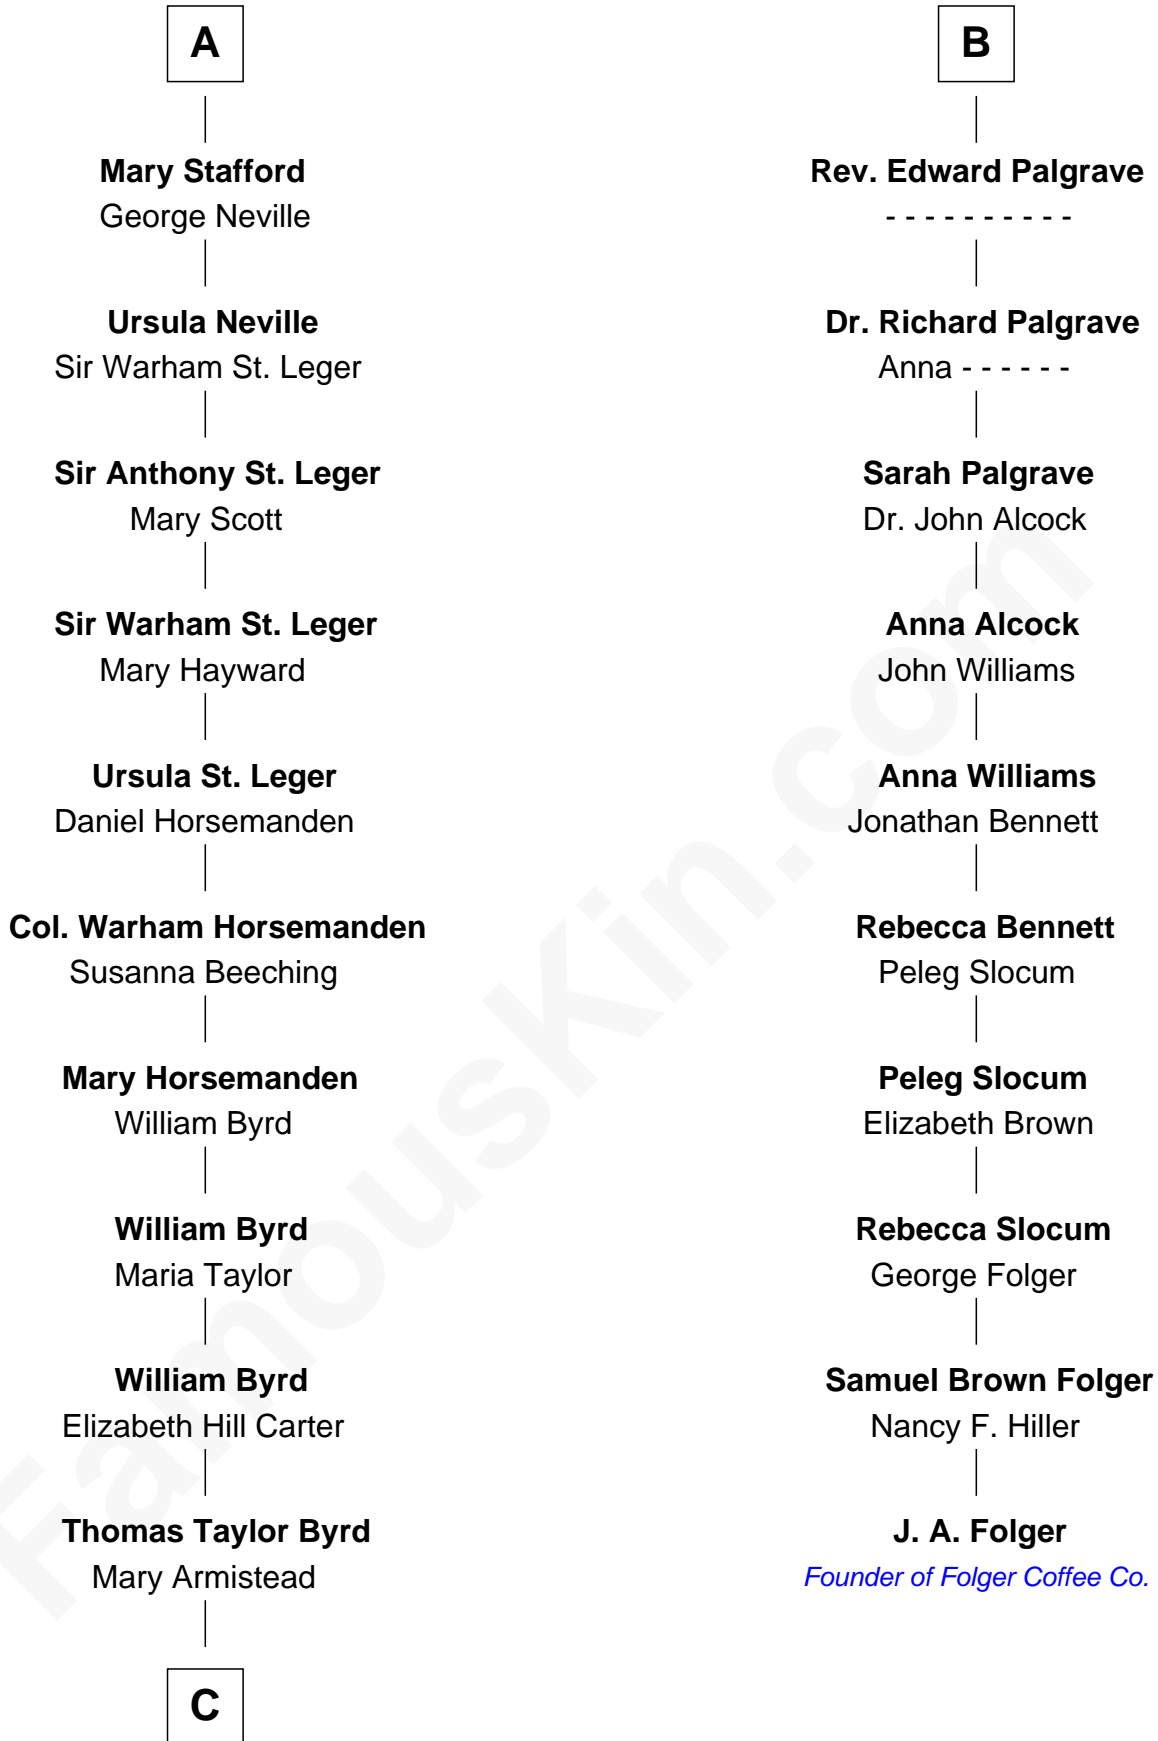 A
Mary Stafford
George Neville
Ursula Neville
Sir Warham St. Leger
Sir Anthony St. Leger
Mary Scott
Sir Warham St. Leger
Mary Hayward
Ursula St. Leger
Daniel Horsemanden
Col. Warham Horsemanden
Susanna Beeching
Mary Horsemanden
William Byrd
William Byrd
Maria Taylor
William Byrd
Elizabeth Hill Carter
Thomas Taylor Byrd
Mary Armistead
C
B
Rev. Edward Palgrave
- - - - - - - - - -
Dr. Richard Palgrave
Anna - - - - - -
Sarah Palgrave
Dr. John Alcock
Anna Alcock
John Williams
Anna Williams
Jonathan Bennett
Rebecca Bennett
Peleg Slocum
Peleg Slocum
Elizabeth Brown
Rebecca Slocum
George Folger
Samuel Brown Folger
Nancy F. Hiller
J. A. Folger
Founder of Folger Coffee Co.
FamousKin.com